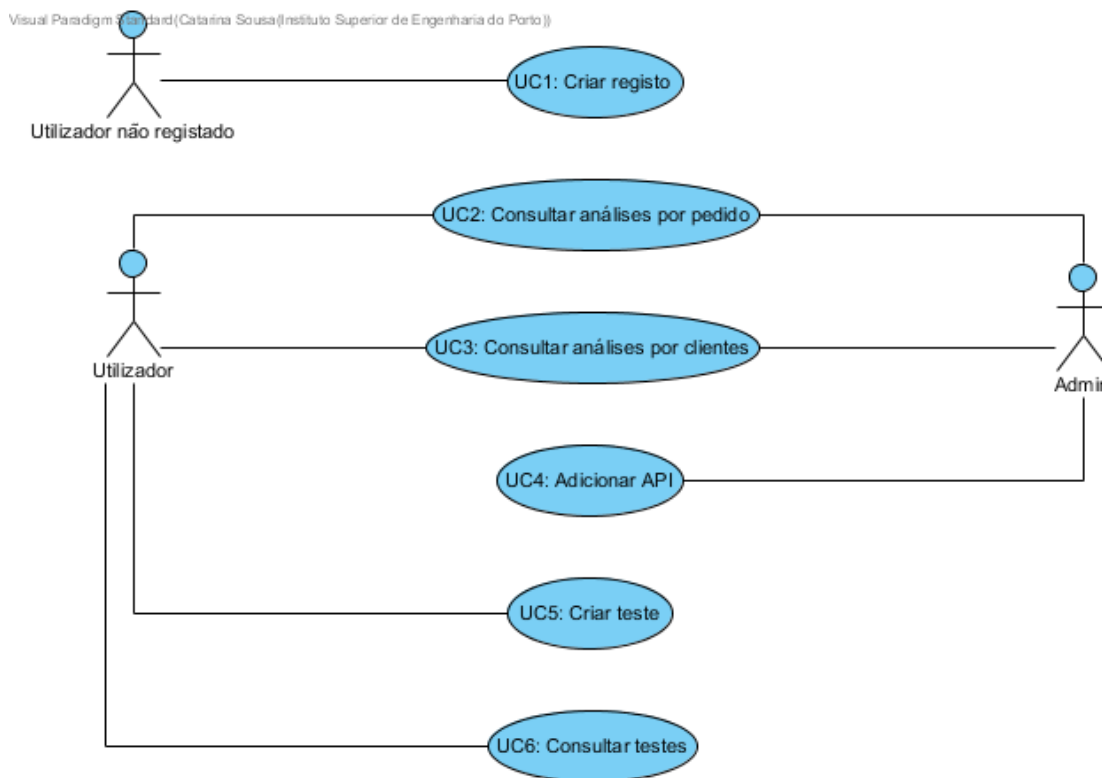 Visual Paradigm Standard(Catarina Sousa(Instituto Superior de Engenharia do Porto))
UC1: Criar registo
Utilizador não registado
UC2: Consultar análises por pedido
UC3: Consultar análises por clientes
Utilizador
Admin
UC4: Adicionar API
UC5: Criar teste
UC6: Consultar testes